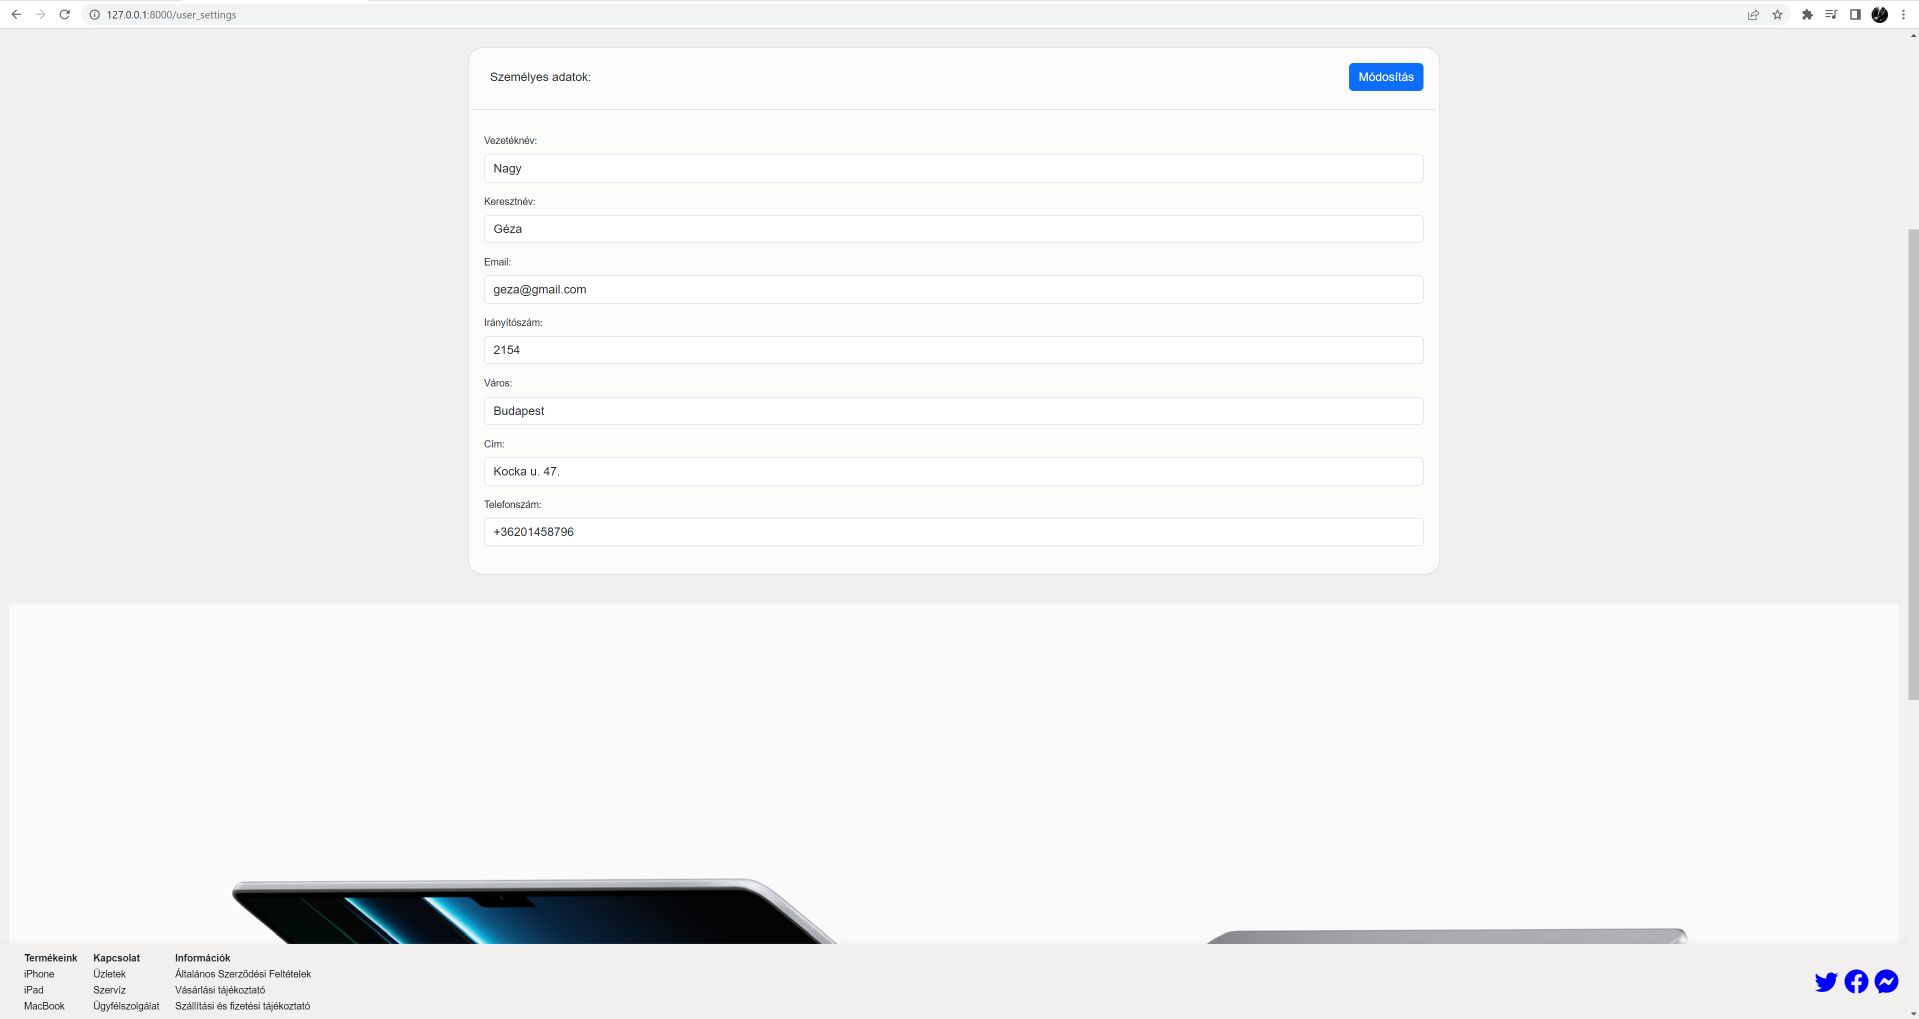 127.0.0.1:8000/user_settings
Személyes adatok:
Módosítás
Vezetéknév:
Nagy
Keresztnév:
Géza
Email:
geza@gmail.com
Irányítószám:
2154
Város:
Budapest
Cím:
Kocka u. 47.
Telefonszám:
+36201458796
Termékeink
iPhone
iPad
MacBook
Kapcsolat
Üzletek
Szervíz
Ügyfélszolgálat
Információk
Általános Szerződési Feltételek
Vásárlási tájékoztató
Szállítási és fizetési tájékoztató